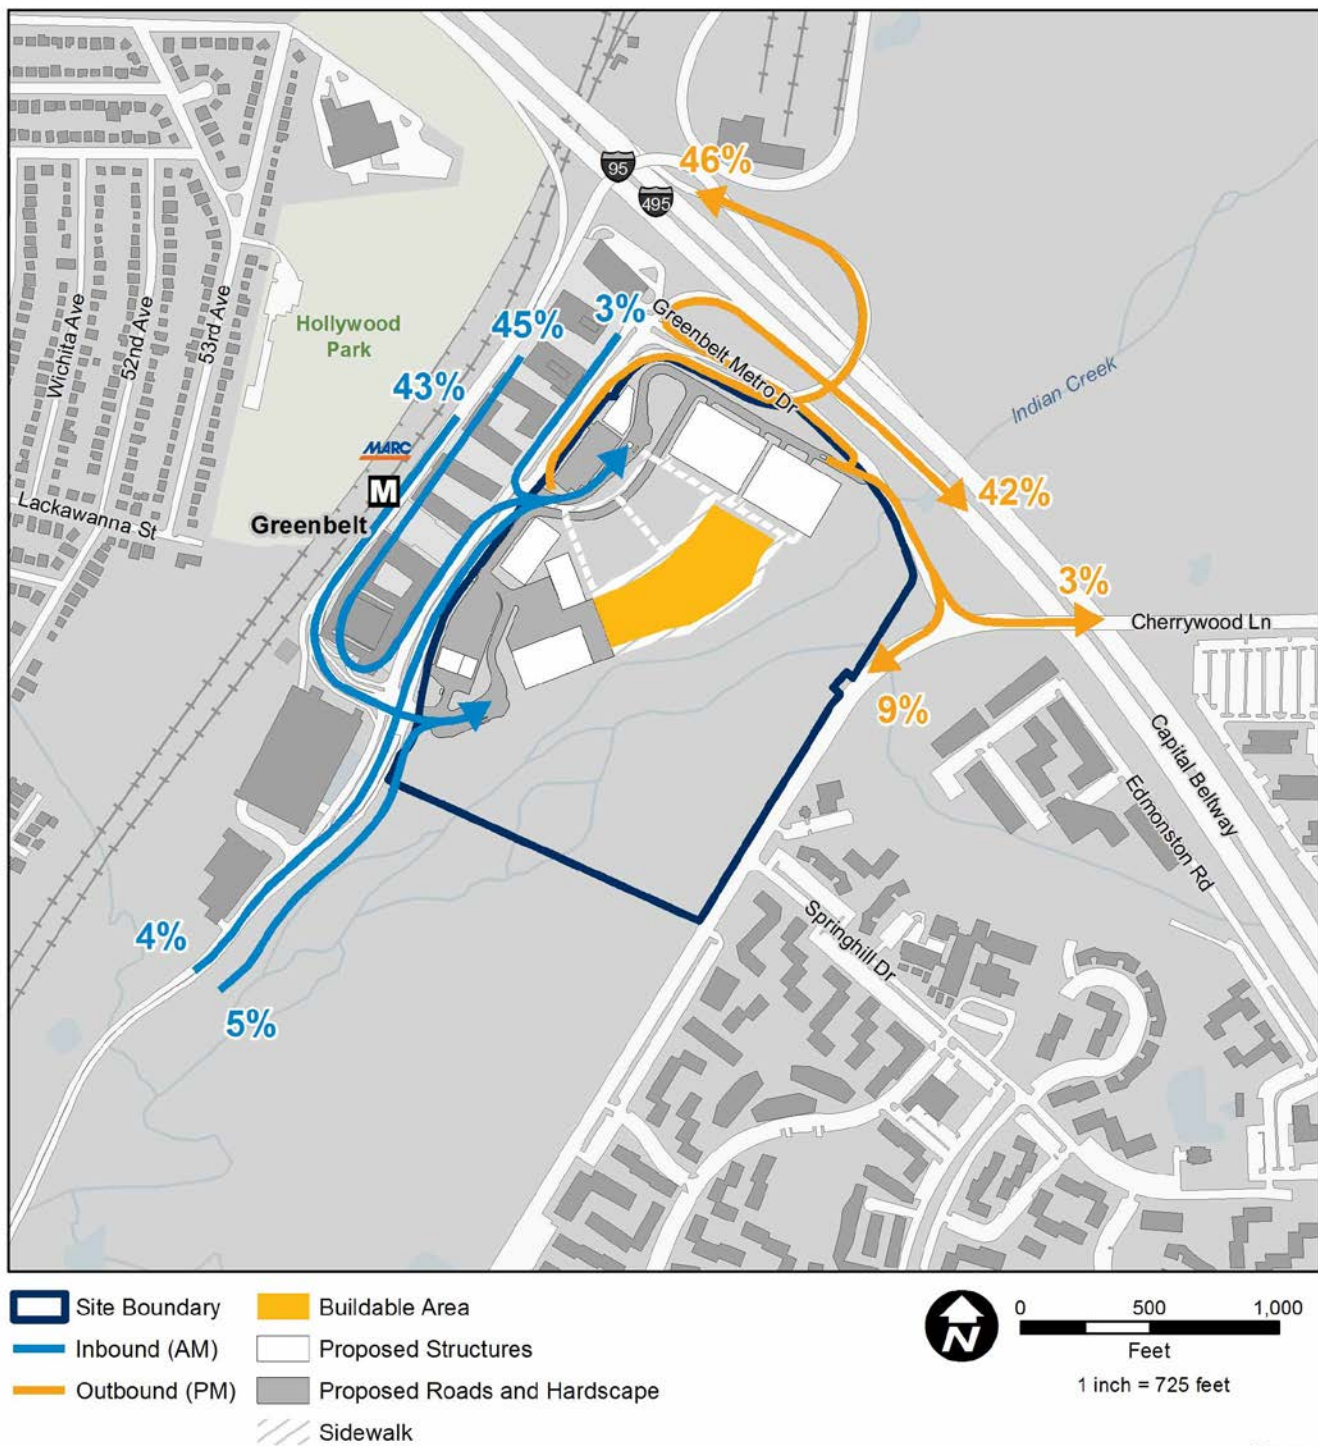 95
495
46%
Hollywood
Park
45%
3%
Greenbelt Metro Dr
43%
MARC
M
Greenbelt
Wichita Ave
52nd Ave
53rd Ave
Lackawanna St
Indian Creek
42%
3%
Cherrywood Ln
9%
Capital Beltway
Edmonston Rd
Springhill Dr
4%
5%
Site Boundary
Inbound (AM)
Outbound (PM)
Buildable Area
Proposed Structures
Proposed Roads and Hardscape
Sidewalk
N
0 500 1,000
Feet
1 inch = 725 feet